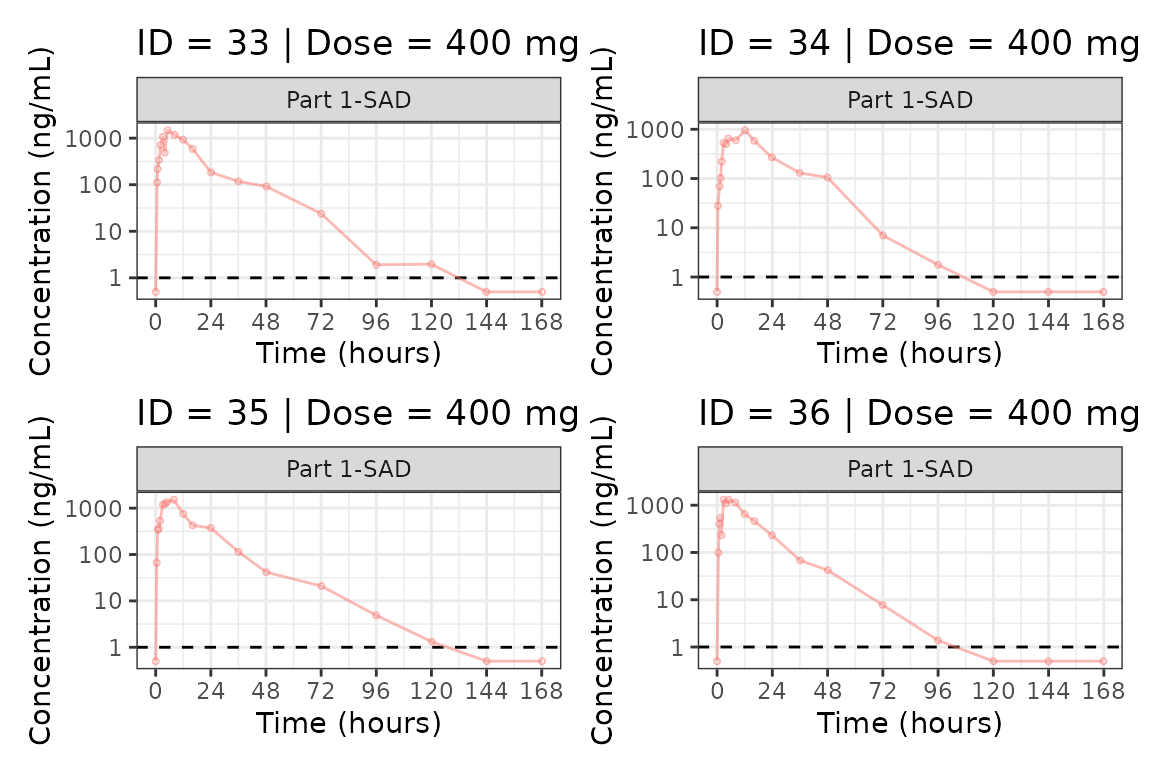 ID = 33 | Dose = 400 mg
Part 1-SAD
Concentration (ng/mL)
1000
100
10
1
0 24 48 72 96 120 144 168
Time (hours)
ID = 34 | Dose = 400 mg
Part 1-SAD
Concentration (ng/mL)
1000
100
10
1
0 24 48 72 96 120 144 168
Time (hours)
ID = 35 | Dose = 400 mg
Part 1-SAD
Concentration (ng/mL)
1000
100
10
1
0 24 48 72 96 120 144 168
Time (hours)
ID = 36 | Dose = 400 mg
Part 1-SAD
Concentration (ng/mL)
1000
100
10
1
0 24 48 72 96 120 144 168
Time (hours)